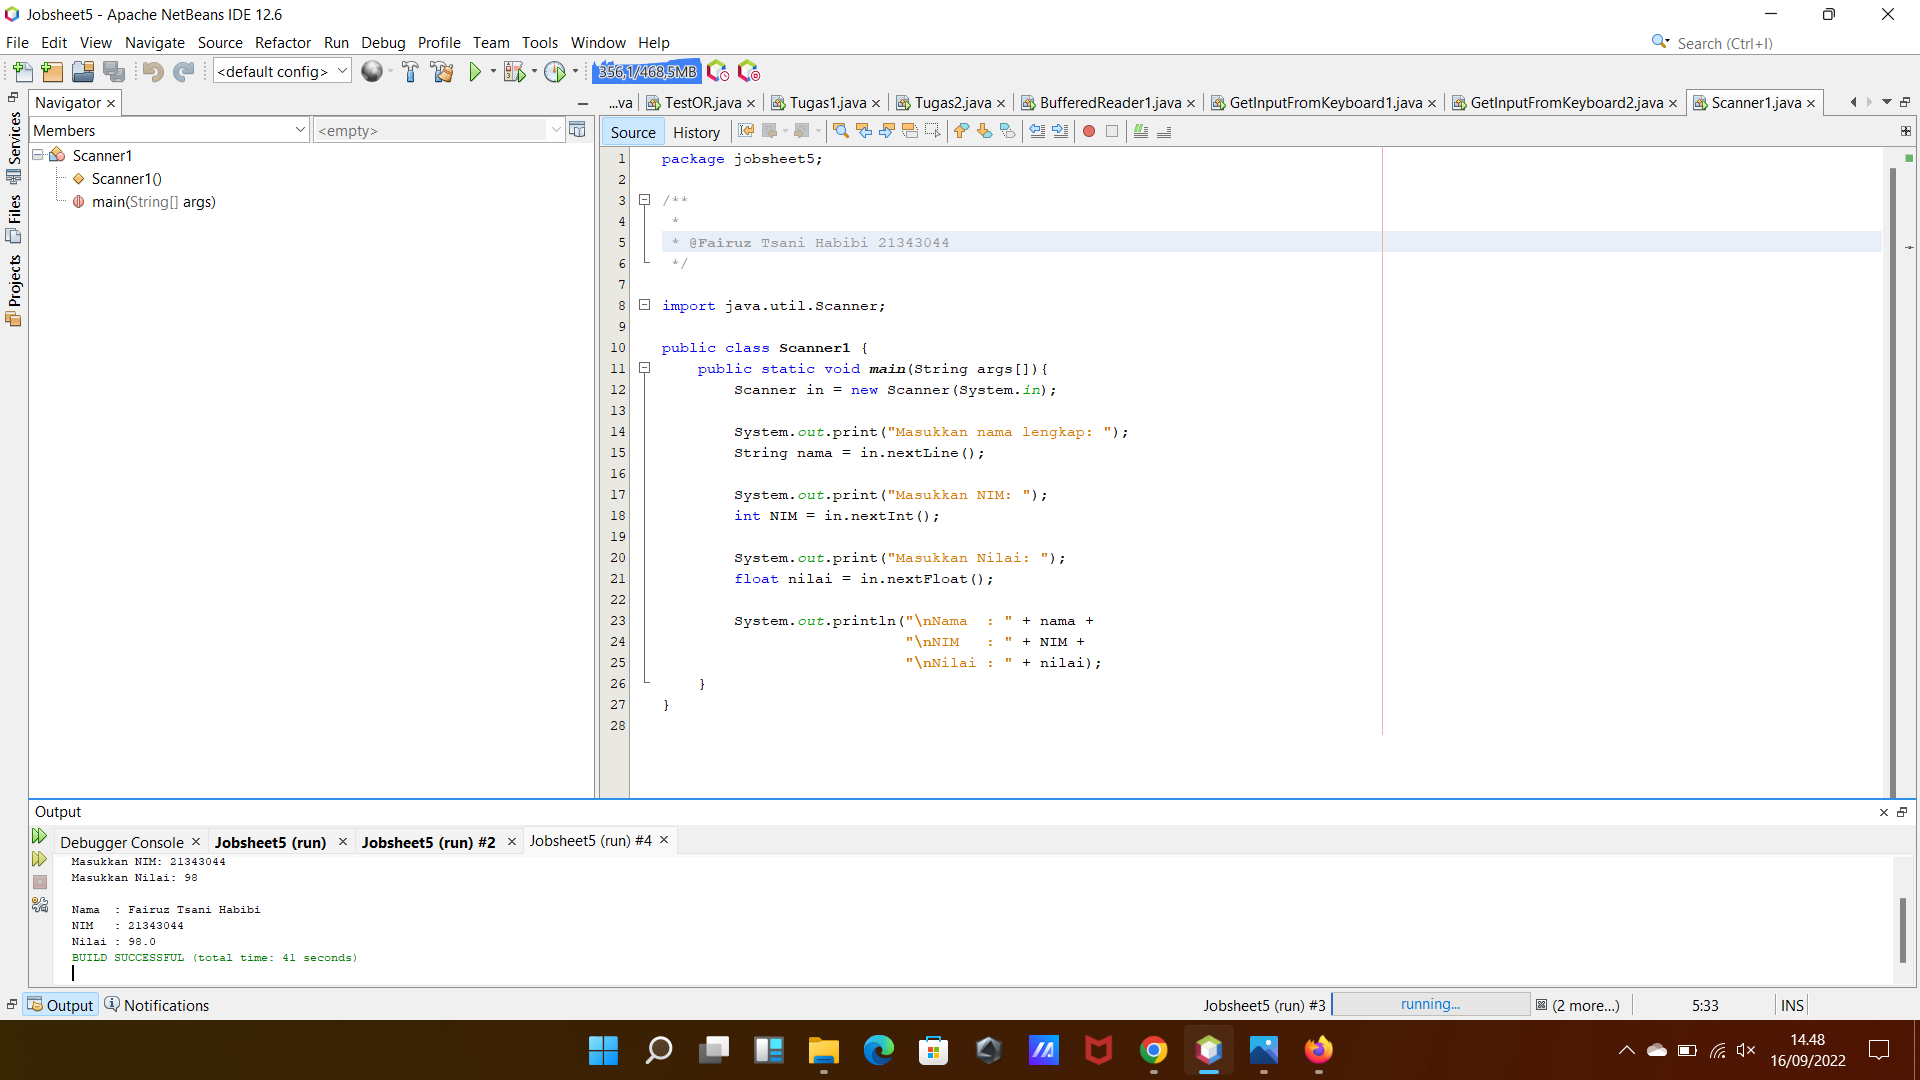 Jobsheet5 - Apache NetBeans IDE 12.6
File Edit View Navigate Source Refactor Run Debug Profile Team Tools Window Help
Search (Ctrl+I)
<default config>
356,1/468,5MB
Services
Files
Projects
Navigator
Members
<empty>
Scanner1
Scanner1()
main(String[] args)
...va TestOR.java Tugas1.java Tugas2.java BufferedReader1.java GetInputFromKeyboard1.java GetInputFromKeyboard2.java Scanner1.java
Source History
1 package jobsheet5;
2
3 /**
4  *
5  * @Fairuz Tsani Habibi 21343044
6  */
7
8 import java.util.Scanner;
9
10 public class Scanner1 {
11     public static void main(String args[]){
12         Scanner in = new Scanner(System.in);
13
14         System.out.print("Masukkan nama lengkap: ");
15         String nama = in.nextLine();
16
17         System.out.print("Masukkan NIM: ");
18         int NIM = in.nextInt();
19
20         System.out.print("Masukkan Nilai: ");
21         float nilai = in.nextFloat();
22
23         System.out.println("\nNama  : " + nama +
24                            "\nNIM   : " + NIM +
25                            "\nNilai : " + nilai);
26     }
27 }
28
Output
Debugger Console Jobsheet5 (run) Jobsheet5 (run) #2 Jobsheet5 (run) #4
Masukkan NIM: 21343044
Masukkan Nilai: 98
Nama  : Fairuz Tsani Habibi
NIM   : 21343044
Nilai : 98.0
BUILD SUCCESSFUL (total time: 41 seconds)
Output Notifications
Jobsheet5 (run) #3 running... (2 more...) 5:33 INS
14.48
16/09/2022